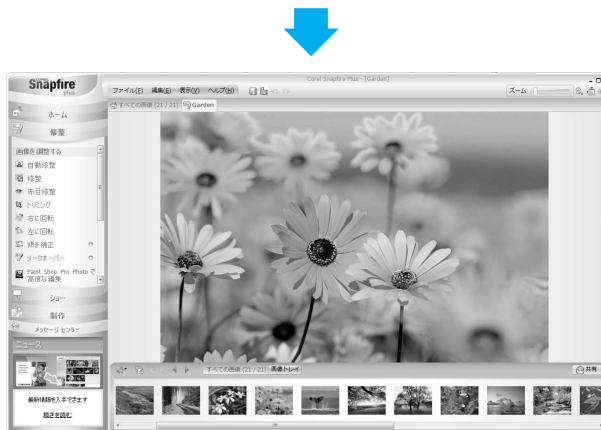 Corel Snapfire Plus - [Garden]
Snapfire
plus
ファイル(F) 編集(E) 表示(V) ヘルプ(H)
ズーム
すべての画像 (21 / 21) Garden
ホーム
修整
画像を調整する
自動修整
修整
赤目修整
トリミング
右に回転
左に回転
傾き補正
メークオーバー
Paint Shop Pro Photo で
高度な編集
ショー
制作
メッセージ センター
ニュース
最新情報を入手できます
続きを読む
すべての画像 (21 / 21) 画像トレイ
共有